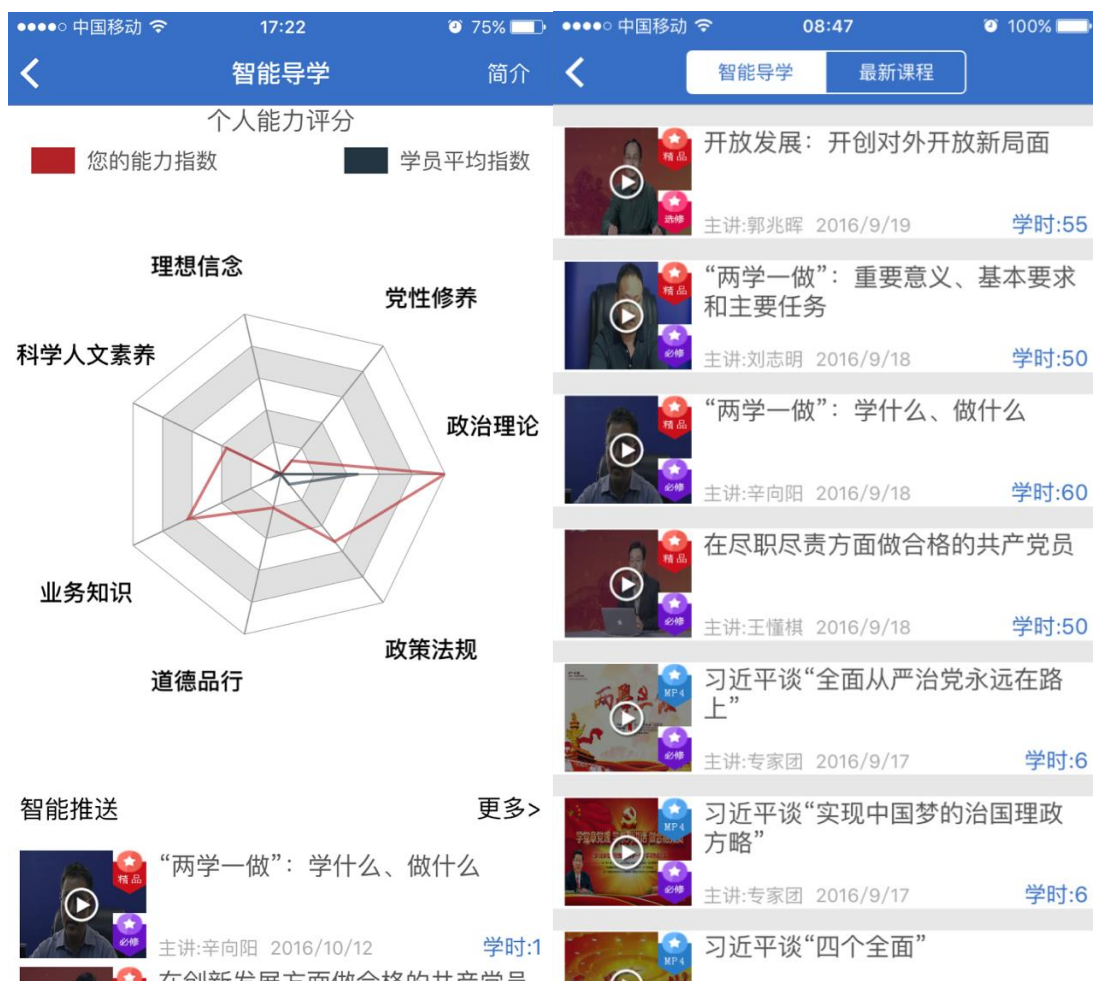 中国移动
17:22
75%
智能导学
简介
个人能力评分
您的能力指数
学员平均指数
理想信念
党性修养
科学人文素养
政治理论
业务知识
政策法规
道德品行
智能推送
更多>
“两学一做”：学什么、做什么
精品
必修
主讲:辛向阳 2016/10/12
学时:1
在创新发展方面做合格的共产党员
中国移动
08:47
100%
智能导学
最新课程
开放发展：开创对外开放新局面
精品
选修
主讲:郭兆晖 2016/9/19
学时:55
“两学一做”：重要意义、基本要求
和主要任务
精品
必修
主讲:刘志明 2016/9/18
学时:50
“两学一做”：学什么、做什么
精品
必修
主讲:辛向阳 2016/9/18
学时:60
在尽职尽责方面做合格的共产党员
精品
必修
主讲:王懂棋 2016/9/18
学时:50
习近平谈“全面从严治党永远在路
上”
MP4
必修
主讲:专家团 2016/9/17
学时:6
习近平谈“实现中国梦的治国理政
方略”
MP4
必修
主讲:专家团 2016/9/17
学时:6
习近平谈“四个全面”
MP4